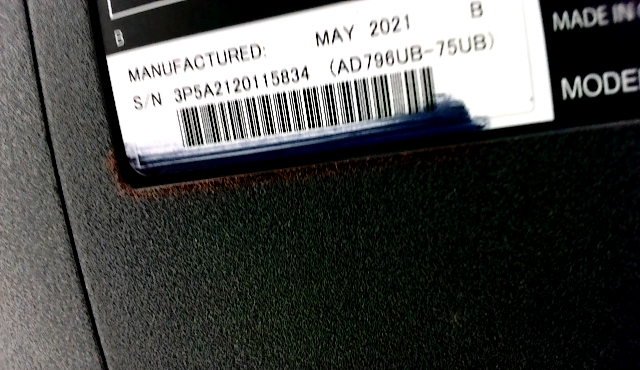 B
MANUFACTURED: MAY 2021 B
S/N 3P5A2120115834 (AD796UB-75UB)
MADE IN
MODE